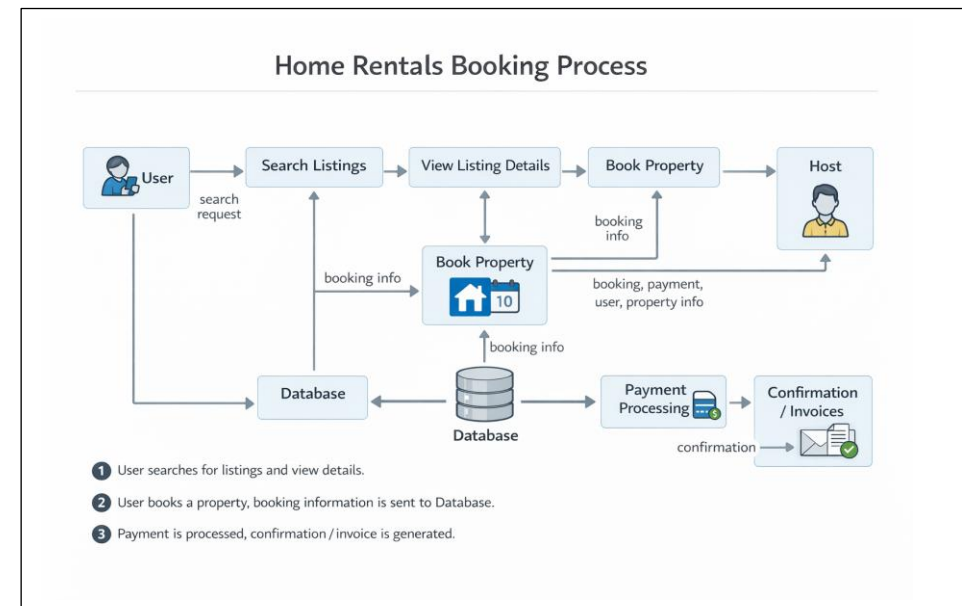 Home Rentals Booking Process
User
Search Listings
View Listing Details
Book Property
Host
search
request
booking
info
Book Property
10
booking info
booking, payment,
user, property info
booking info
Database
Database
Payment
Processing
$
Confirmation
/ Invoices
confirmation
1 User searches for listings and view details.
2 User books a property, booking information is sent to Database.
3 Payment is processed, confirmation / invoice is generated.